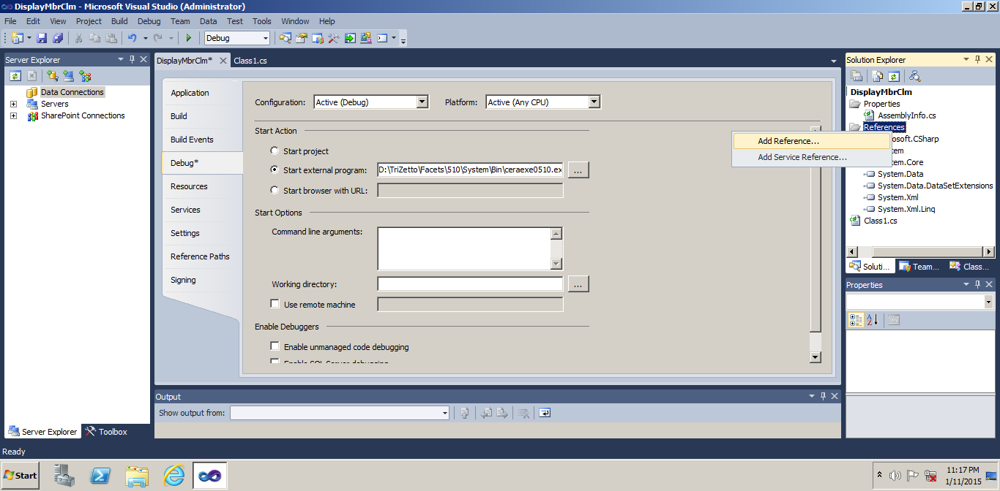 DisplayMbrClm - Microsoft Visual Studio (Administrator)
File Edit View Project Build Debug Team Data Test Tools Window Help
Debug
Server Explorer
Data Connections
Servers
SharePoint Connections
Server Explorer
Toolbox
DisplayMbrClm*
Class1.cs
Application
Build
Build Events
Debug*
Resources
Services
Settings
Reference Paths
Signing
Configuration: Active (Debug) Platform: Active (Any CPU)
Start Action
Start project
Start external program: D:\TriZetto\Facets\510\System\Bin\ceraexe0510.ex ...
Start browser with URL:
Start Options
Command line arguments:
Working directory: ...
Use remote machine
Enable Debuggers
Enable unmanaged code debugging
Enable SQL Server debugging
Output
Show output from:
Add Reference...
Add Service Reference...
Solution Explorer
DisplayMbrClm
Properties
AssemblyInfo.cs
References
osoft.CSharp
em
em.Core
System.Data
System.Data.DataSetExtensions
System.Xml
System.Xml.Linq
Class1.cs
Soluti... Team... Class...
Properties
Ready
Start
11:17 PM
1/11/2015